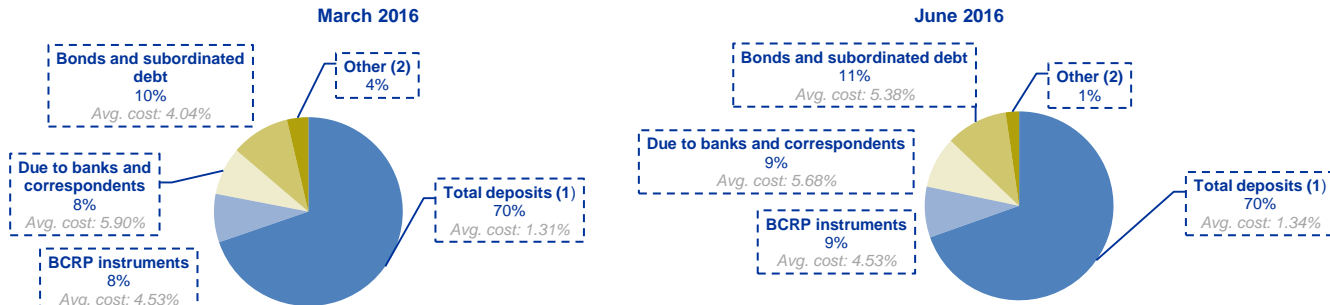 March 2016
Bonds and subordinated
debt
10%
Avg. cost: 4.04%
Other (2)
4%
Due to banks and
correspondents
8%
Avg. cost: 5.90%
Total deposits (1)
70%
Avg. cost: 1.31%
BCRP instruments
8%
Avg. cost: 4.53%
June 2016
Bonds and subordinated debt
11%
Avg. cost: 5.38%
Other (2)
1%
Due to banks and correspondents
9%
Avg. cost: 5.68%
Total deposits (1)
70%
Avg. cost: 1.34%
BCRP instruments
9%
Avg. cost: 4.53%